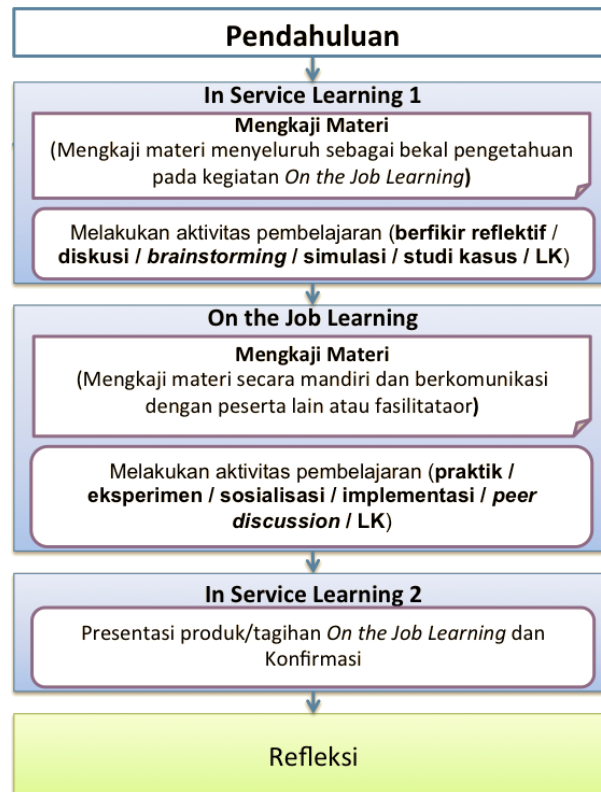 Pendahuluan
In Service Learning 1
Mengkaji Materi
(Mengkaji materi menyeluruh sebagai bekal pengetahuan
pada kegiatan On the Job Learning)
Melakukan aktivitas pembelajaran (berfikir reflektif /
diskusi / brainstorming / simulasi / studi kasus / LK)
On the Job Learning
Mengkaji Materi
(Mengkaji materi secara mandiri dan berkomunikasi
dengan peserta lain atau fasilitataor)
Melakukan aktivitas pembelajaran (praktik /
eksperimen / sosialisasi / implementasi / peer
discussion / LK)
In Service Learning 2
Presentasi produk/tagihan On the Job Learning dan
Konfirmasi
Refleksi